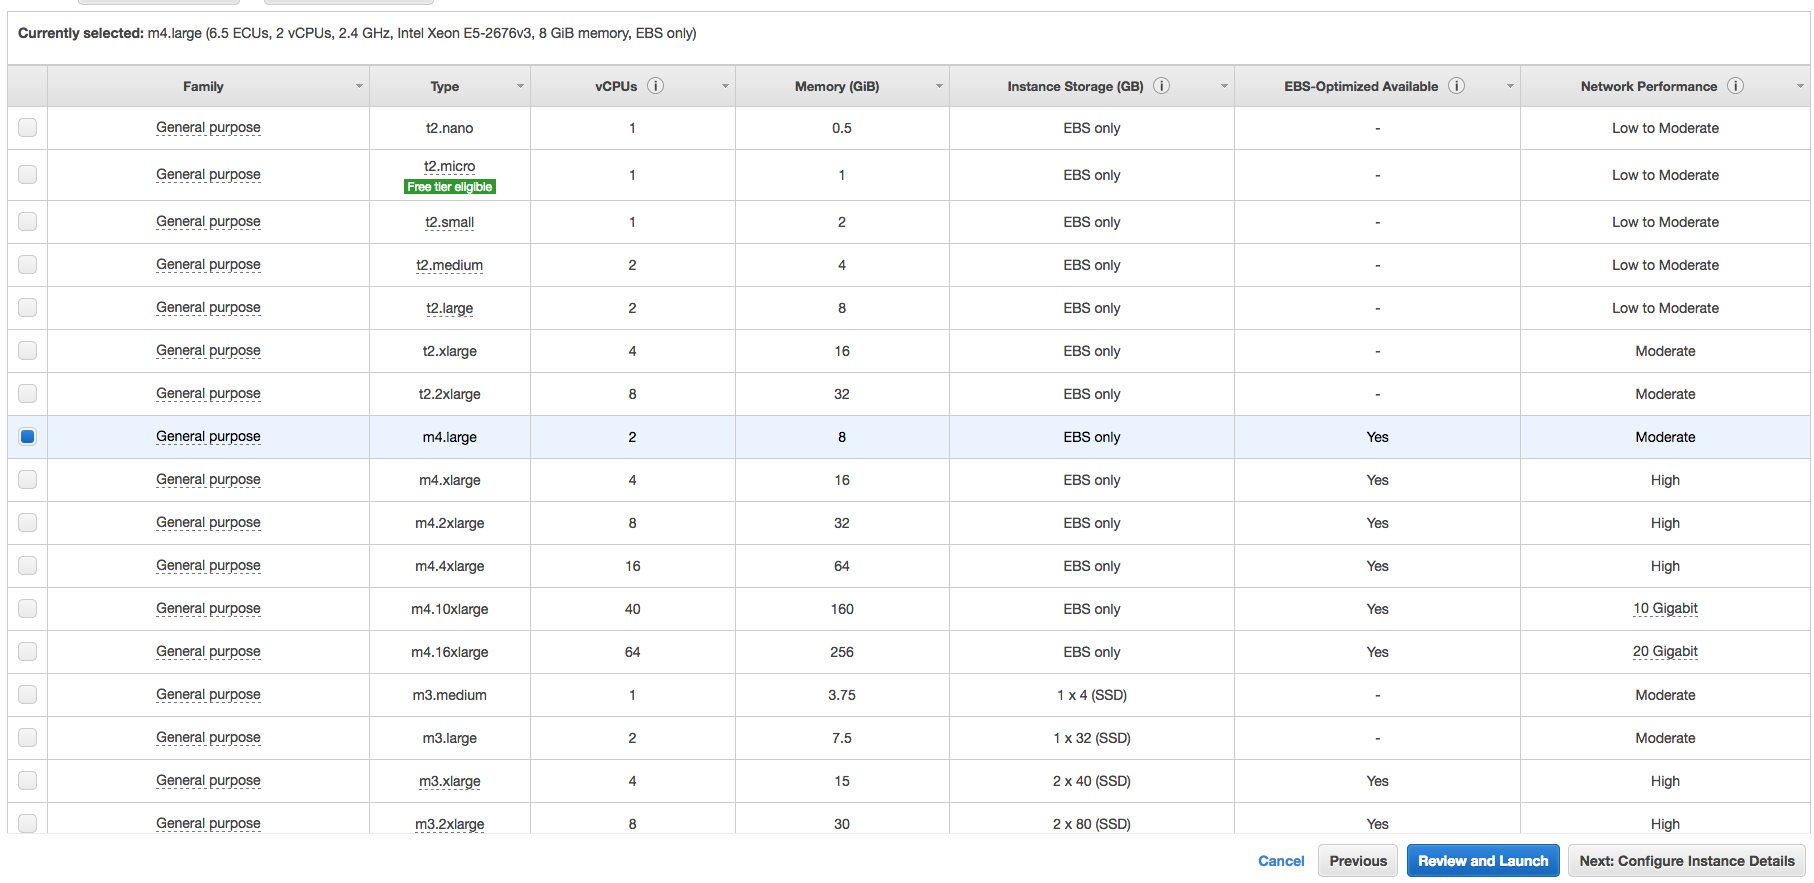 Currently selected: m4.large (6.5 ECUs, 2 vCPUs, 2.4 GHz, Intel Xeon E5-2676v3, 8 GiB memory, EBS only)
Family Type vCPUs i Memory (GiB) Instance Storage (GB) i EBS-Optimized Available i Network Performance i
General purpose t2.nano 1 0.5 EBS only - Low to Moderate
General purpose t2.micro 1 1 EBS only - Low to Moderate
Free tier eligible
General purpose t2.small 1 2 EBS only - Low to Moderate
General purpose t2.medium 2 4 EBS only - Low to Moderate
General purpose t2.large 2 8 EBS only - Low to Moderate
General purpose t2.xlarge 4 16 EBS only - Moderate
General purpose t2.2xlarge 8 32 EBS only - Moderate
General purpose m4.large 2 8 EBS only Yes Moderate
General purpose m4.xlarge 4 16 EBS only Yes High
General purpose m4.2xlarge 8 32 EBS only Yes High
General purpose m4.4xlarge 16 64 EBS only Yes High
General purpose m4.10xlarge 40 160 EBS only Yes 10 Gigabit
General purpose m4.16xlarge 64 256 EBS only Yes 20 Gigabit
General purpose m3.medium 1 3.75 1 x 4 (SSD) - Moderate
General purpose m3.large 2 7.5 1 x 32 (SSD) - Moderate
General purpose m3.xlarge 4 15 2 x 40 (SSD) Yes High
General purpose m3.2xlarge 8 30 2 x 80 (SSD) Yes High
Cancel Previous Review and Launch Next: Configure Instance Details